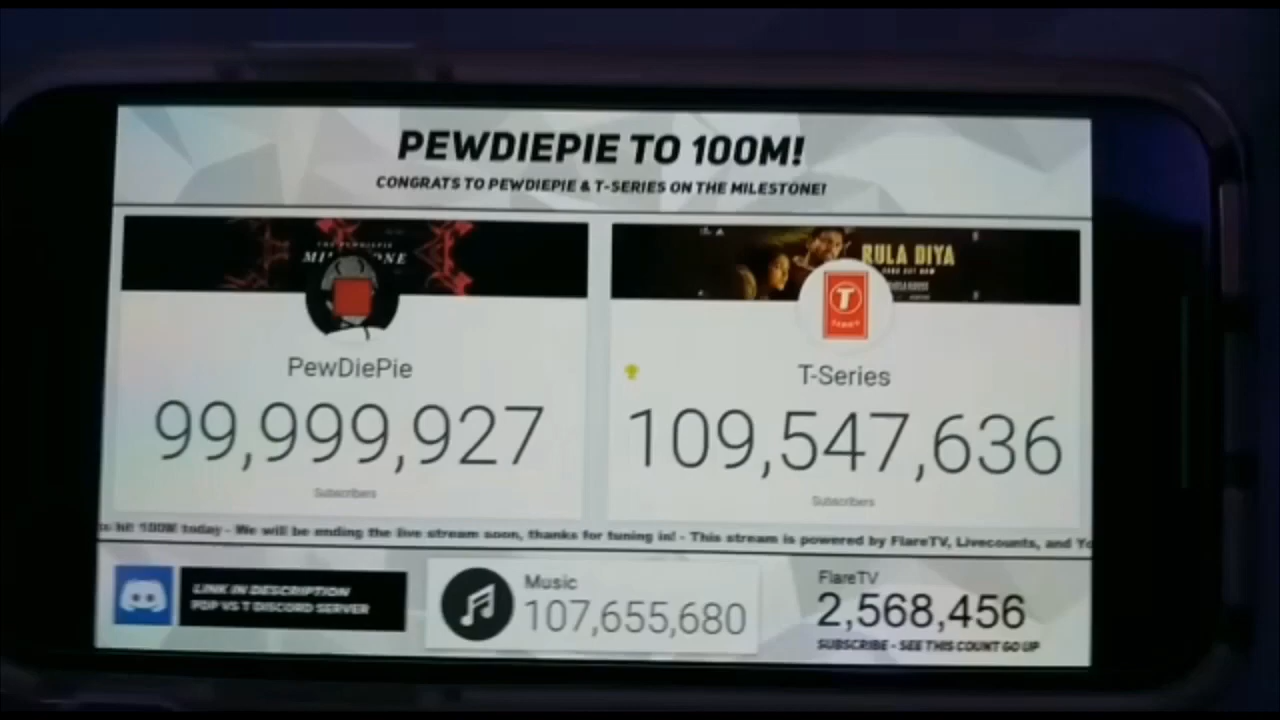 PEWDIEPIE TO 100M!
CONGRATS TO PEWDIEPIE & T-SERIES ON THE MILESTONE!
RULA DIYA
PewDiePie
T-Series
99,999,927
109,547,636
Subscribers
Subscribers
hit 100M today - We will be ending the live stream soon, thanks for tuning in! - This stream is powered by FlareTV, Livecounts, and Yo
LINK IN DESCRIPTION
PDP VS T DISCORD SERVER
Music
107,655,680
FlareTV
2,568,456
SUBSCRIBE - SEE THIS COUNT GO UP